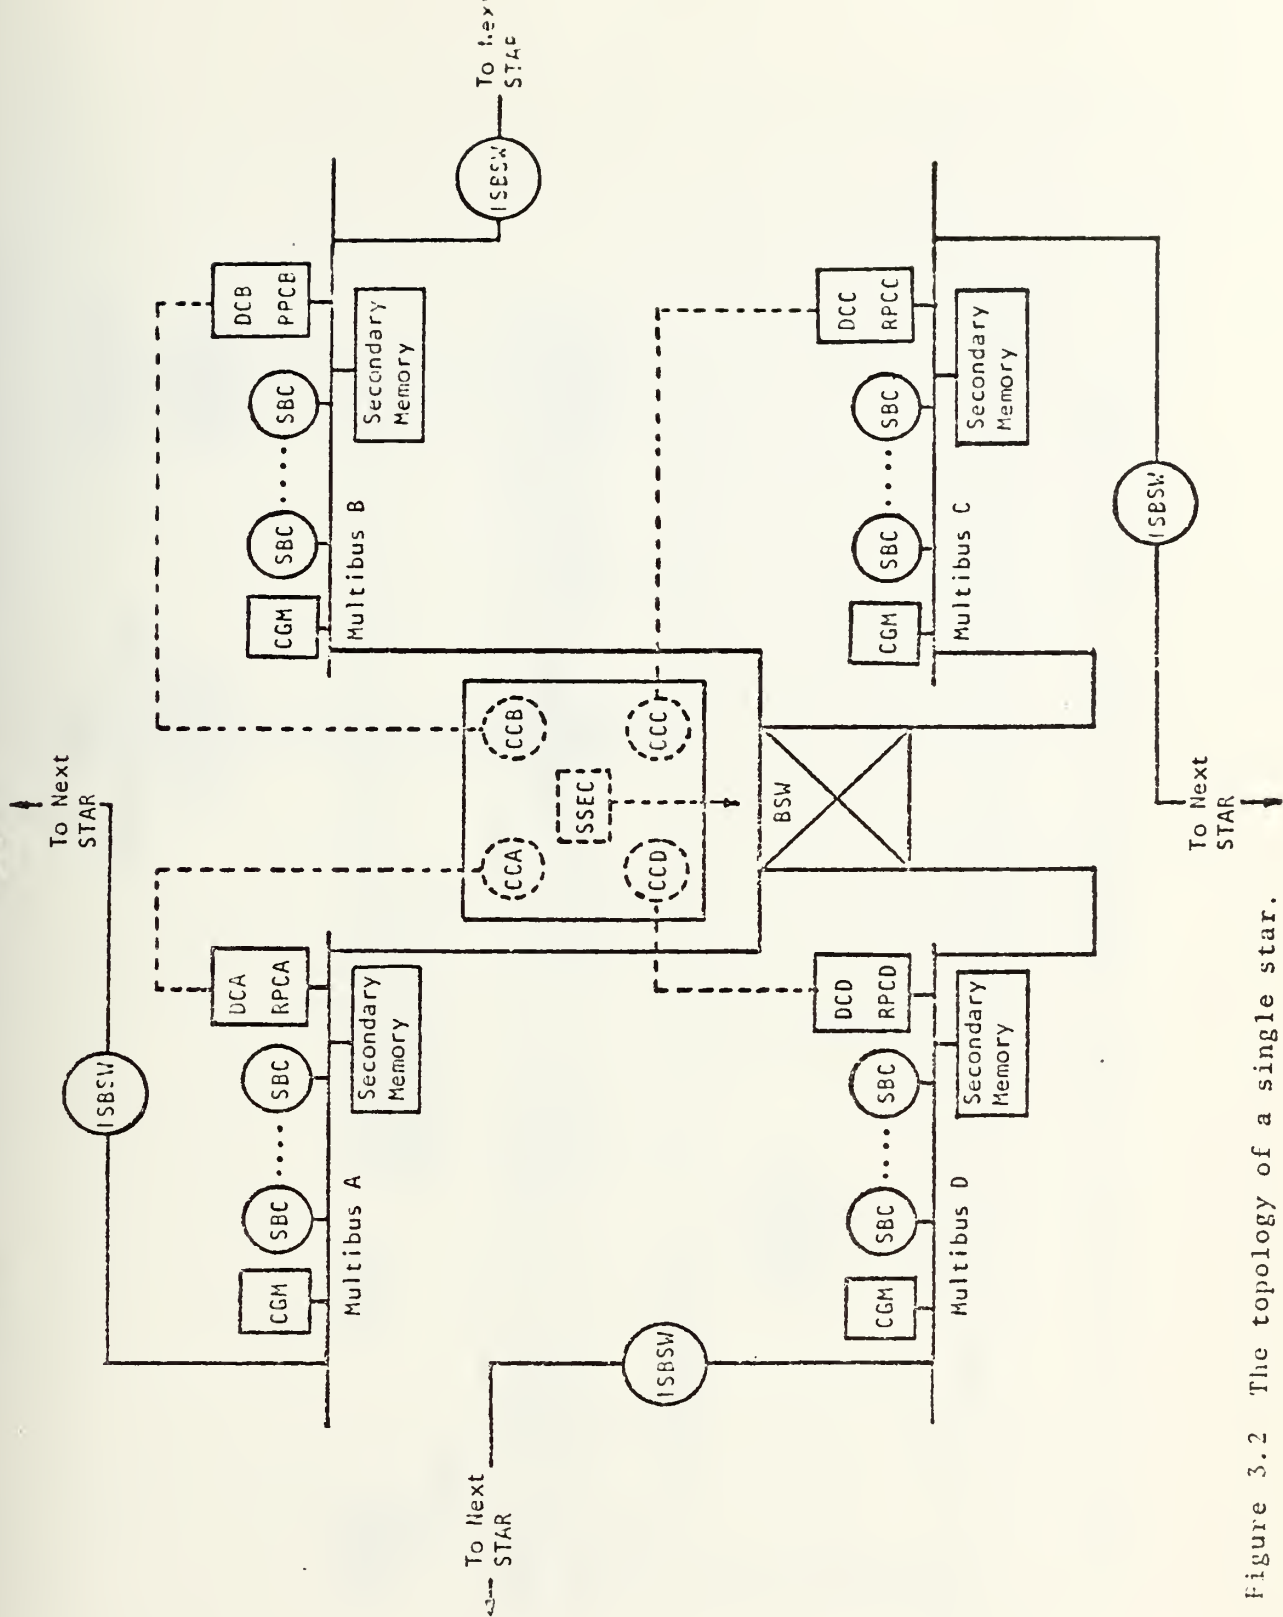 To Next
STAR
ISBSW
CGM
SBC ..... SBC
DCA
RPCA
Multibus A
Secondary
Memory
CGM
SBC ..... SBC
DCB
PPCB
Multibus B
Secondary
Memory
To Next
STAR
ISBSW
CCA
CCB
ISBSW
To
STAR
SSEC
CCD
CCC
BSW
CGM
SBC ..... SBC
DCD
RPCD
Multibus D
Secondary
Memory
CGM
SBC ..... SBC
DCC
RPCC
Multibus C
Secondary
Memory
ISBSW
To Next
STAR
Figure 3.2 The topology of a single star.